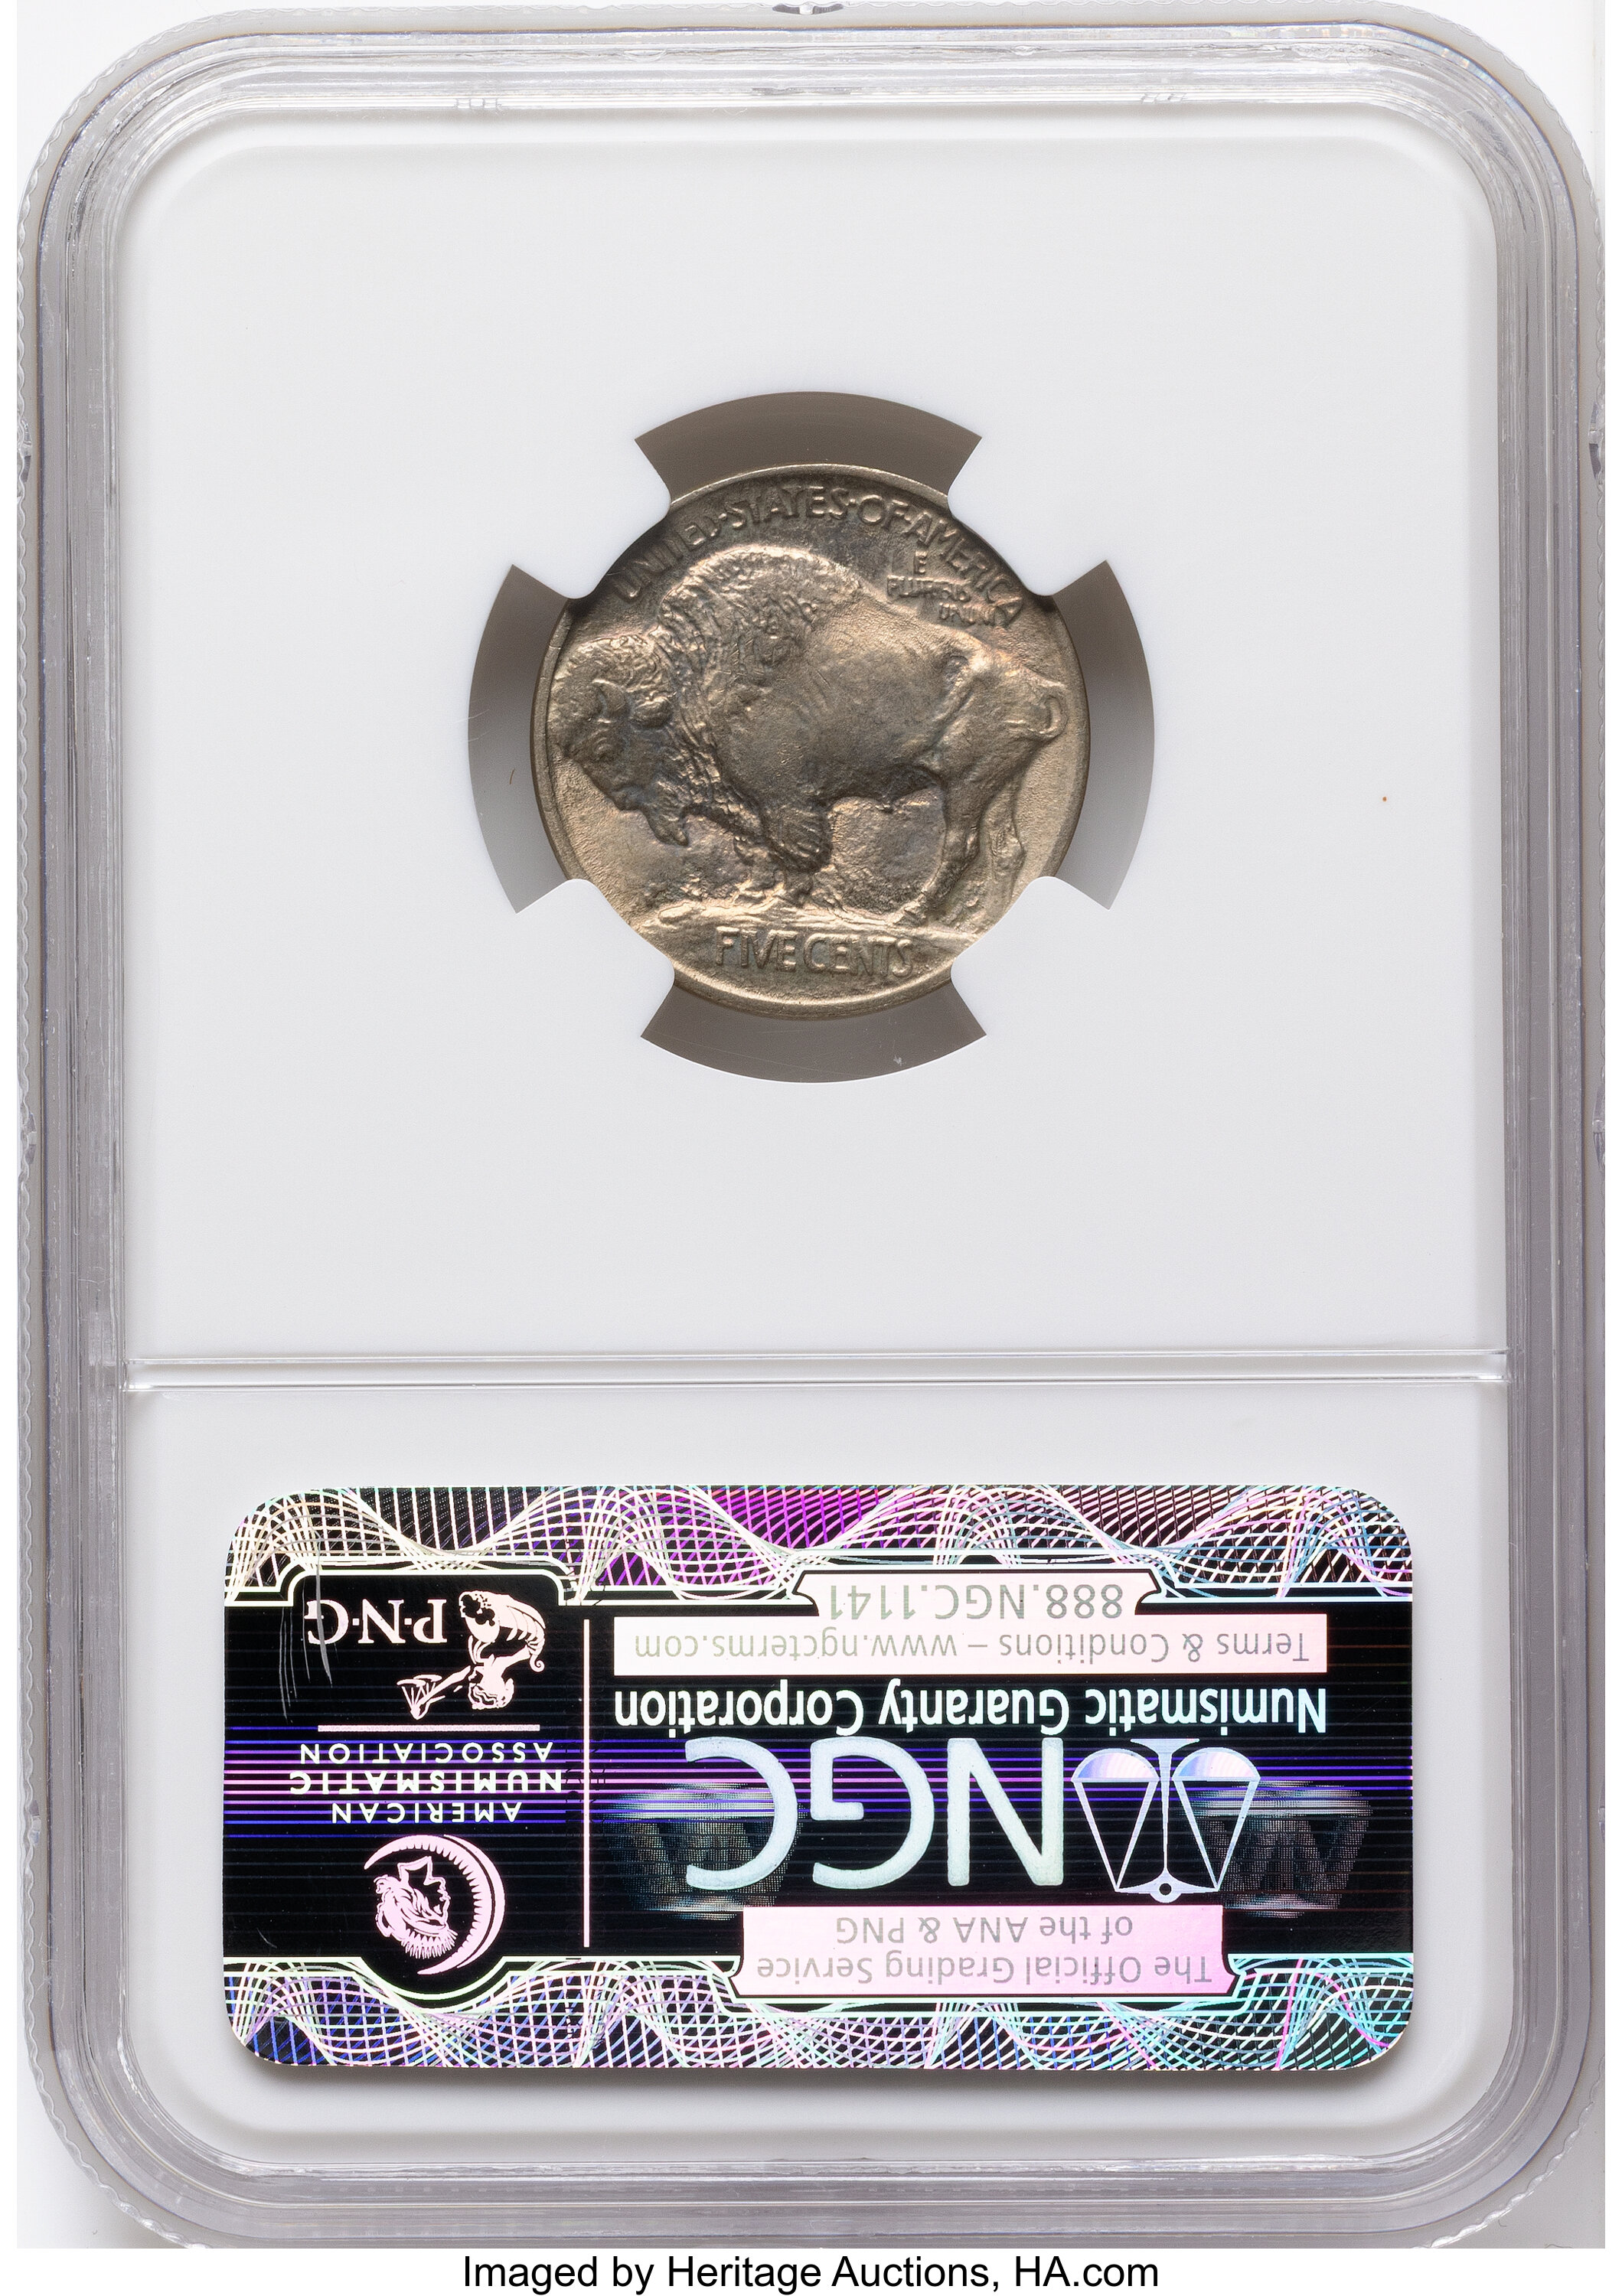 UNITED·STATES·OF·AMERICA
E
PLURIBUS
UNUM
FIVE CENTS
The Official Grading Service
of the ANA & PNG
NGC
Numismatic Guaranty Corporation
Terms & Conditions – www.ngcterms.com
888.NGC.1141
AMERICAN
NUMISMATIC
ASSOCIATION
P·N·G
Imaged by Heritage Auctions, HA.com